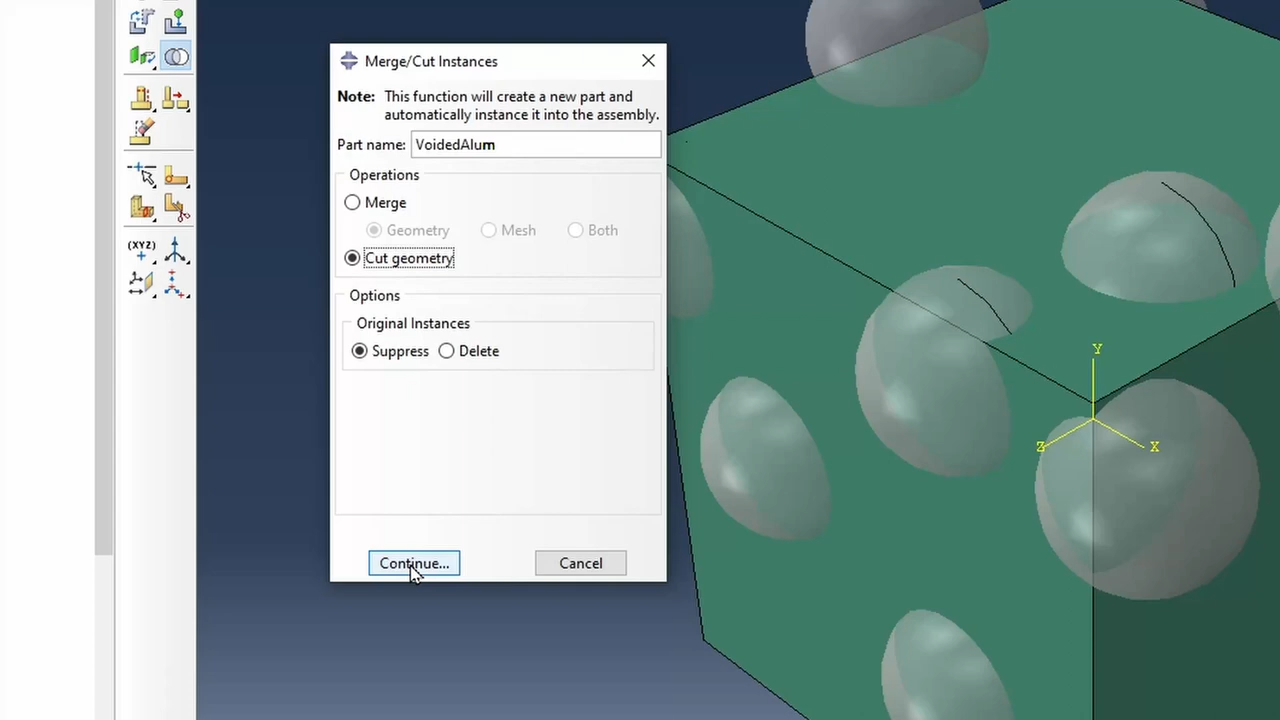 Merge/Cut Instances
Note: This function will create a new part and
automatically instance it into the assembly.
Part name: VoidedAlum
Operations
Merge
Geometry Mesh Both
Cut geometry
Options
Original Instances
Suppress Delete
Continue... Cancel
(XYZ)
Y
Z X